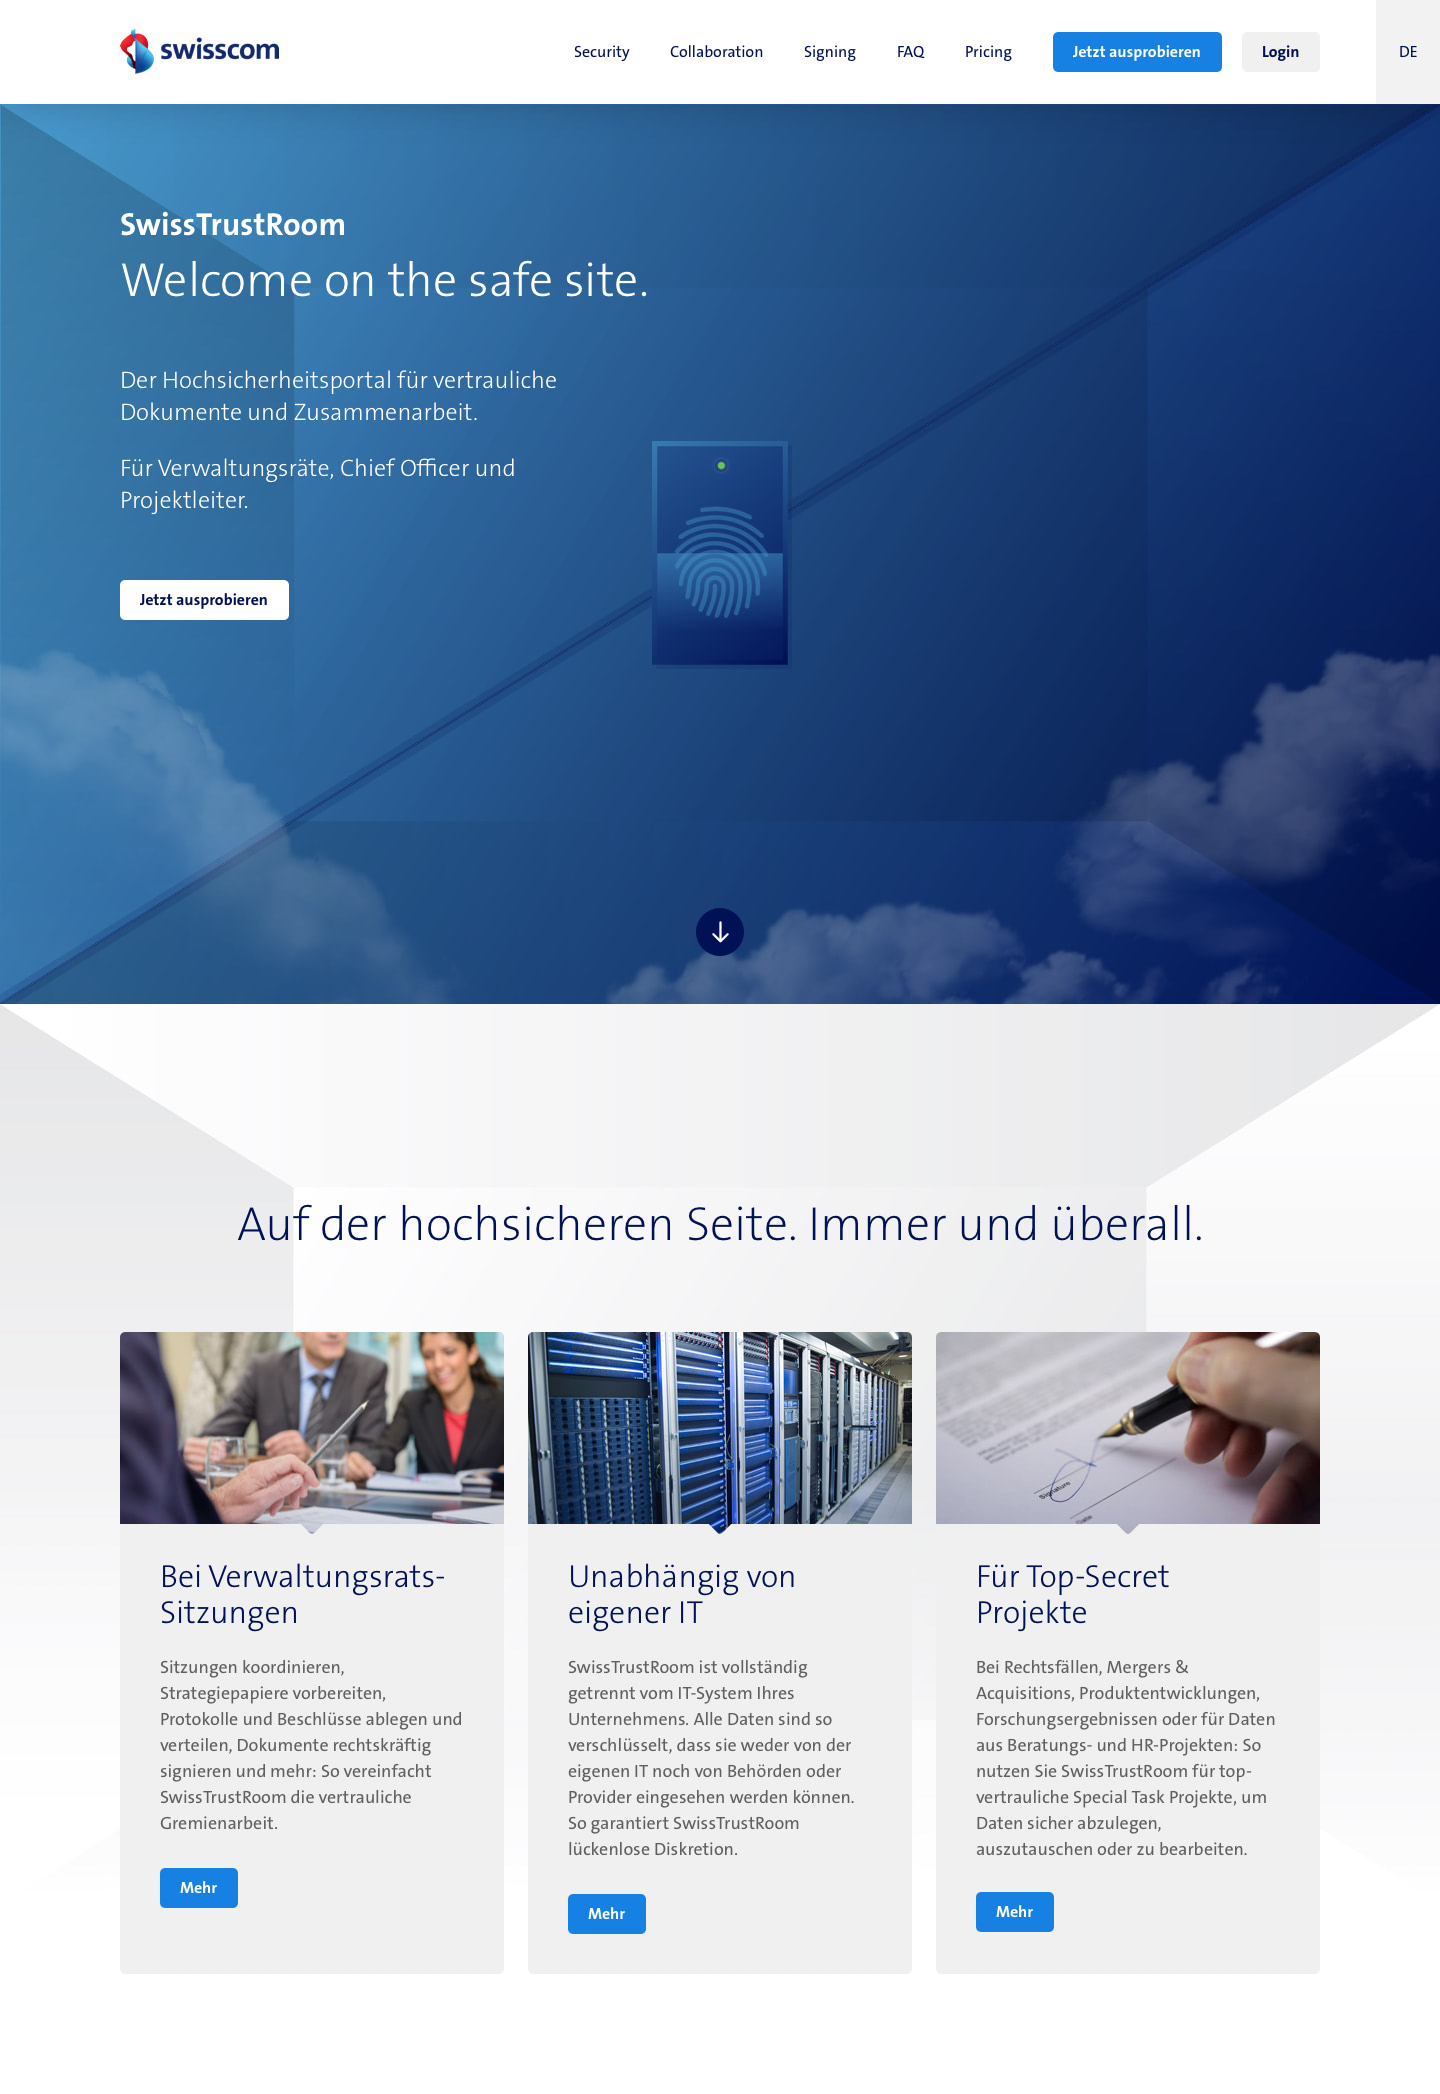 swisscom
Security
Collaboration
Signing
FAQ
Pricing
Jetzt ausprobieren
Login
DE
SwissTrustRoom
Welcome on the safe site.
Der Hochsicherheitsportal für vertrauliche
Dokumente und Zusammenarbeit.
Für Verwaltungsräte, Chief Officer und
Projektleiter.
Jetzt ausprobieren
Auf der hochsicheren Seite. Immer und überall.
Signature
Date
Bei Verwaltungsrats-
Sitzungen
Sitzungen koordinieren,
Strategiepapiere vorbereiten,
Protokolle und Beschlüsse ablegen und
verteilen, Dokumente rechtskräftig
signieren und mehr: So vereinfacht
SwissTrustRoom die vertrauliche
Gremienarbeit.
Mehr
Unabhängig von
eigener IT
SwissTrustRoom ist vollständig
getrennt vom IT-System Ihres
Unternehmens. Alle Daten sind so
verschlüsselt, dass sie weder von der
eigenen IT noch von Behörden oder
Provider eingesehen werden können.
So garantiert SwissTrustRoom
lückenlose Diskretion.
Mehr
Für Top-Secret
Projekte
Bei Rechtsfällen, Mergers &
Acquisitions, Produktentwicklungen,
Forschungsergebnissen oder für Daten
aus Beratungs- und HR-Projekten: So
nutzen Sie SwissTrustRoom für top-
vertrauliche Special Task Projekte, um
Daten sicher abzulegen,
auszutauschen oder zu bearbeiten.
Mehr